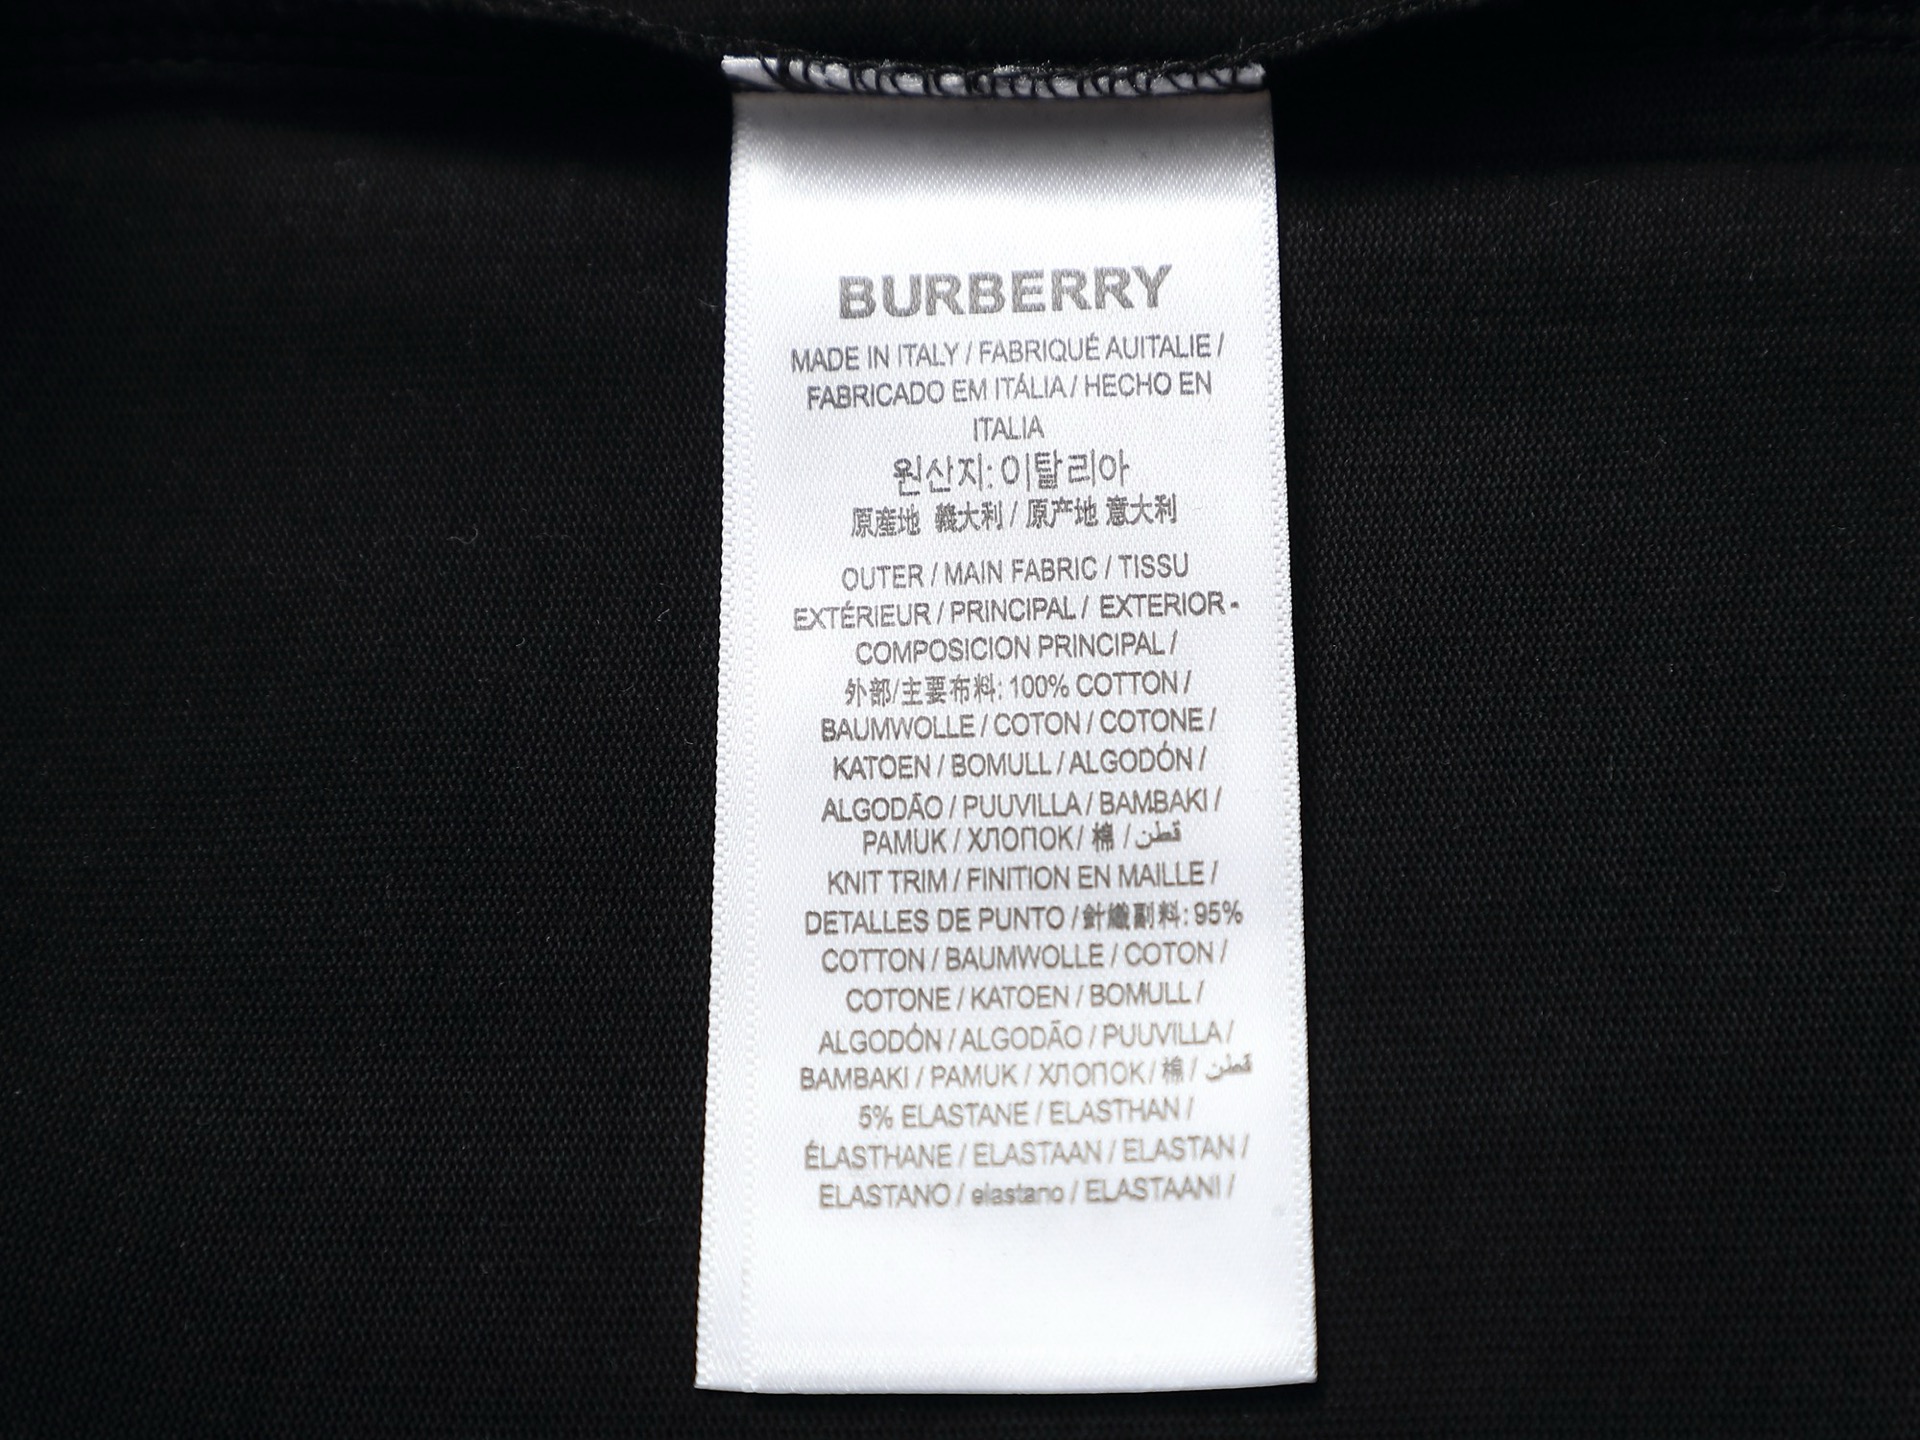 BURBERRY
MADE IN ITALY / FABRIQUÉ AUITALIE /
FABRICADO EM ITÁLIA / HECHO EN
ITALIA
원산지: 이탈리아
原産地 義大利 / 原产地 意大利
OUTER / MAIN FABRIC / TISSU
EXTÉRIEUR / PRINCIPAL / EXTERIOR -
COMPOSICION PRINCIPAL /
外部/主要布料: 100% COTTON /
BAUMWOLLE / COTON / COTONE /
KATOEN / BOMULL / ALGODÓN /
ALGODÃO / PUUVILLA / BAMBAKI /
PAMUK / ХЛОПОК / 棉 / قطن
KNIT TRIM / FINITION EN MAILLE /
DETALLES DE PUNTO / 針織副料: 95%
COTTON / BAUMWOLLE / COTON /
COTONE / KATOEN / BOMULL /
ALGODÓN / ALGODÃO / PUUVILLA /
BAMBAKI / PAMUK / ХЛОПОК / 棉 / قطن
5% ELASTANE / ELASTHAN /
ÉLASTHANE / ELASTAAN / ELASTAN /
ELASTANO / elastano / ELASTAANI /